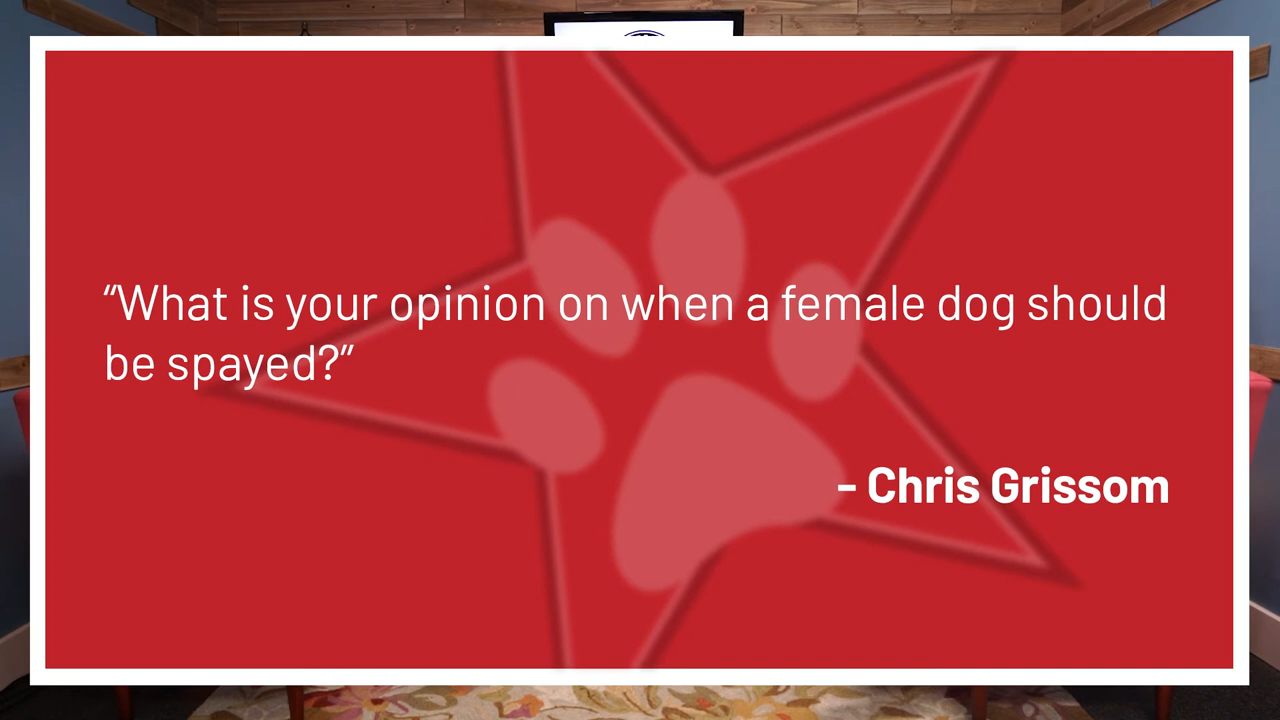 “What is your opinion on when a female dog should
be spayed?”
- Chris Grissom